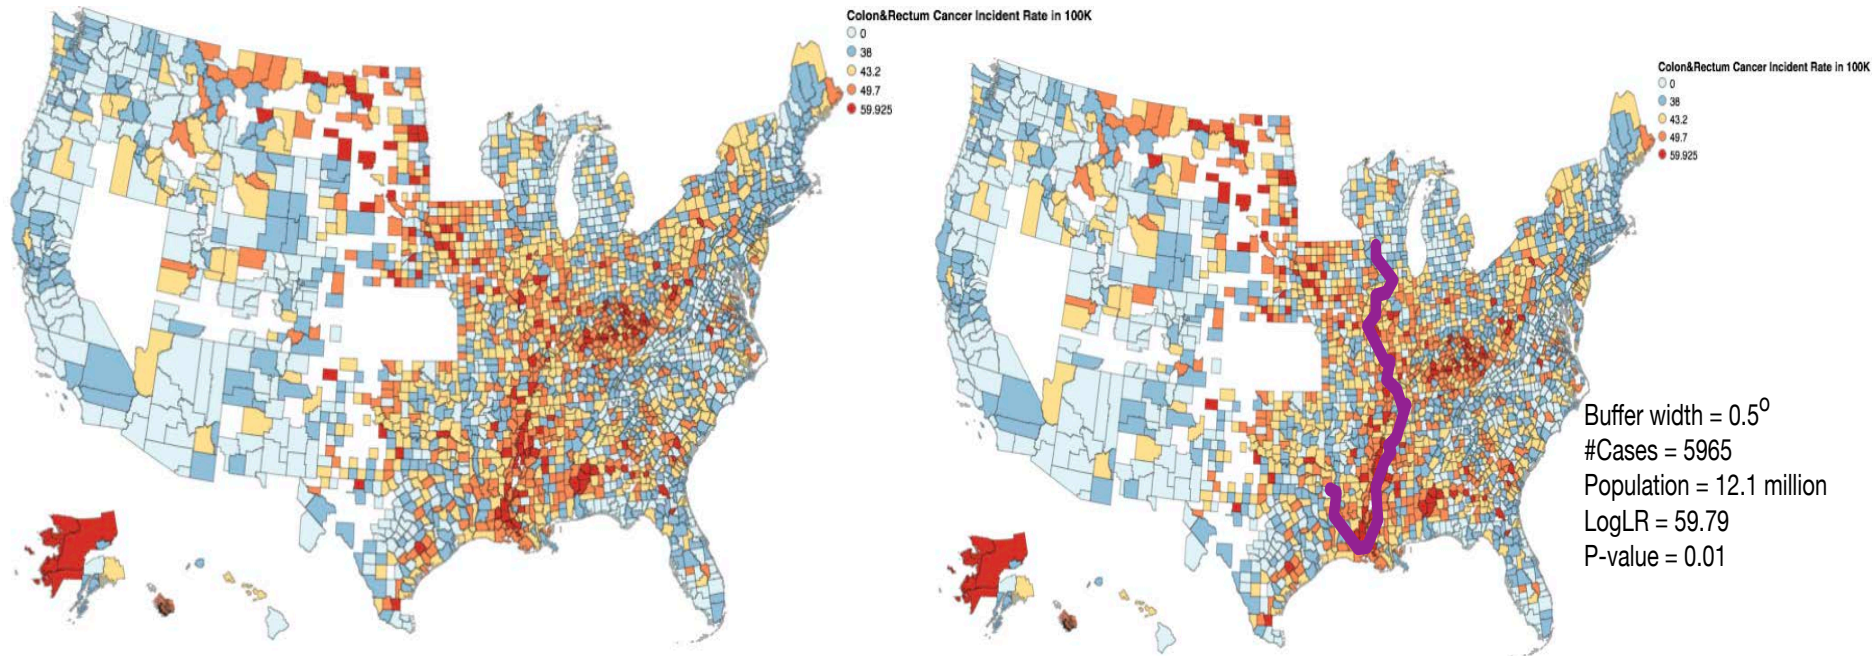 Colon&Rectum Cancer Incident Rate in 100K
0
38
43.2
49.7
59.925
Colon&Rectum Cancer Incident Rate in 100K
0
38
43.2
49.7
59.925
Buffer width = 0.5⁰
#Cases = 5965
Population = 12.1 million
LogLR = 59.79
P-value = 0.01